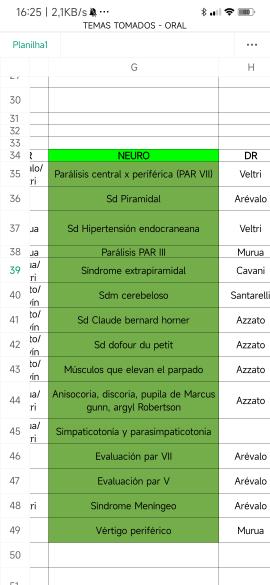 16:25 | 2,1KB/s
TEMAS TOMADOS - ORAL
Planilha1
G H
30
31
32
33
34 NEURO DR
35 Parálisis central x periférica (PAR VII) Veltri
36 Sd Piramidal Arévalo
37 Sd Hipertensión endocraneana Veltri
38 Parálisis PAR III Murua
39 Síndrome extrapiramidal Cavani
40 Sdm cerebeloso Santarelli
41 Sd Claude bernard horner Azzato
42 Sd dofour du petit Azzato
43 Músculos que elevan el parpado Azzato
44 Anisocoria, discoria, pupila de Marcus
gunn, argyl Robertson Azzato
45 Simpaticotonía y parasimpaticotonia
46 Evaluación par VII Arévalo
47 Evaluación par V Arévalo
48 Síndrome Meníngeo Arévalo
49 Vértigo periférico Murua
50